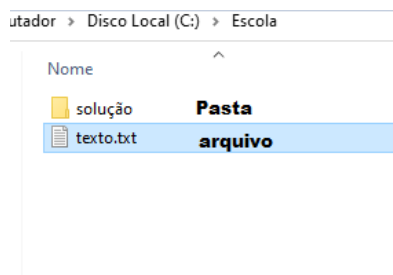 utador > Disco Local (C:) > Escola
Nome
solução Pasta
texto.txt arquivo